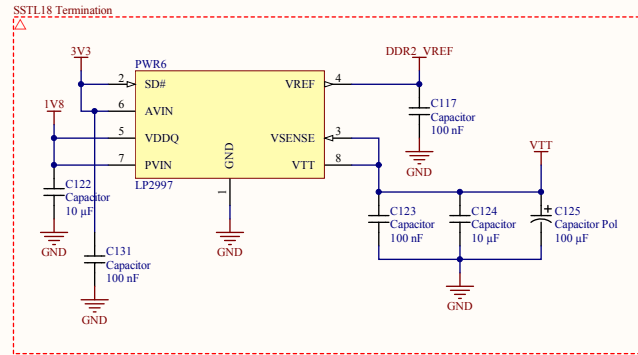 SSTL18 Termination
3V3
PWR6
DDR2_VREF
2
SD#
VREF
4
1V8
6
AVIN
C117
Capacitor
100 nF
5
VDDQ
VSENSE
3
VTT
7
PVIN
GND
VTT
8
GND
LP2997
1
C122
Capacitor
10 µF
C123
Capacitor
100 nF
C124
Capacitor
10 µF
C125
Capacitor Pol
100 µF
GND
GND
C131
Capacitor
100 nF
GND
GND